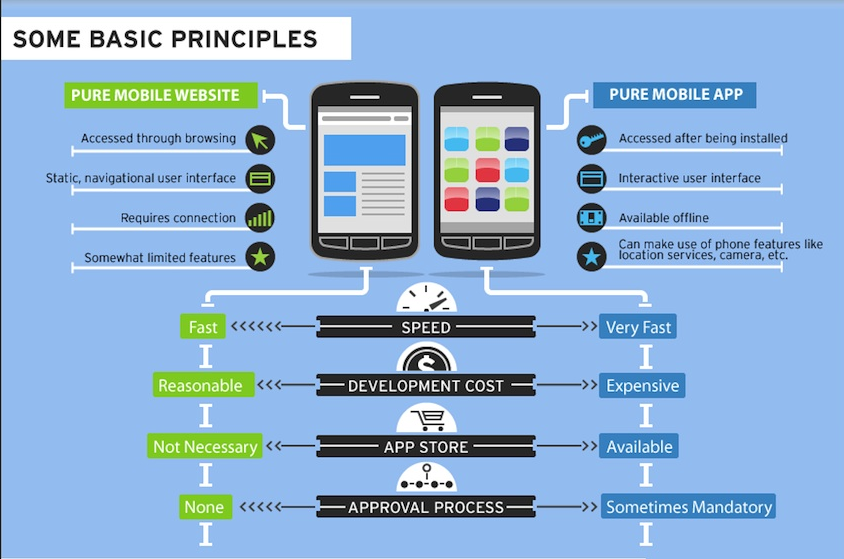 SOME BASIC PRINCIPLES
PURE MOBILE WEBSITE
Accessed through browsing
Static, navigational user interface
Requires connection
Somewhat limited features
PURE MOBILE APP
Accessed after being installed
Interactive user interface
Available offline
Can make use of phone features like
location services, camera, etc.
Fast <<<<<< SPEED >> Very Fast
Reasonable <<< $ DEVELOPMENT COST >> Expensive
Not Necessary << APP STORE >> Available
None <<<<< APPROVAL PROCESS >> Sometimes Mandatory